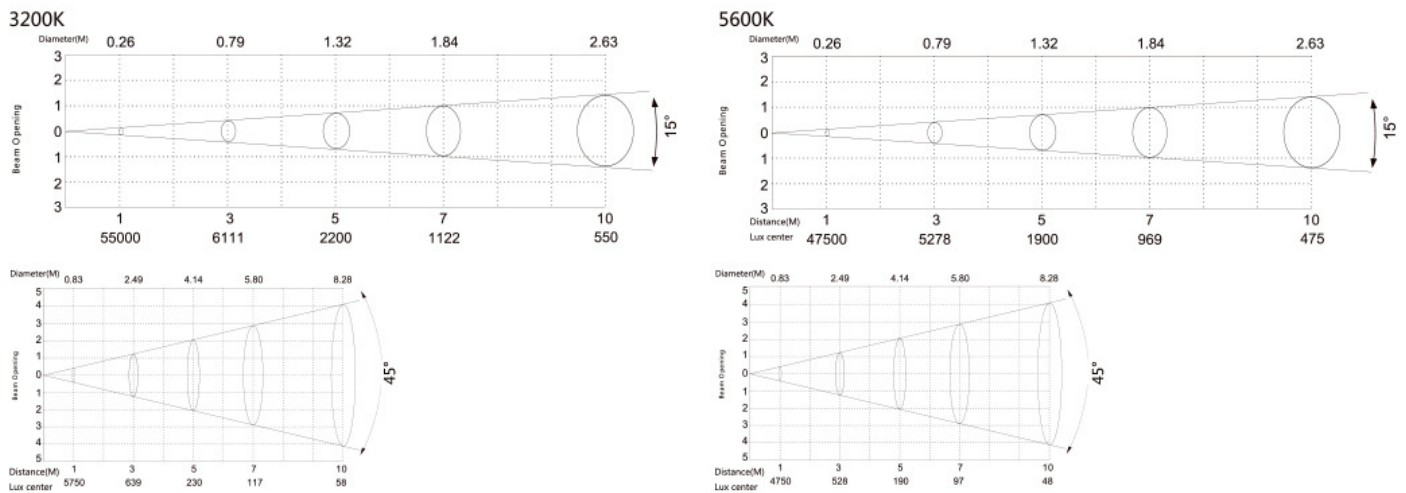 3200K
Diameter(M) 0.26 0.79 1.32 1.84 2.63
3
2
1
0
1
2
3
Beam Opening
15°
1 3 5 7 10
55000 6111 2200 1122 550
Diameter(M) 0.83 2.49 4.14 5.80 8.28
5
4
3
2
1
0
1
2
3
4
5
Beam Opening
45°
Distance(M) 1 3 5 7 10
Lux center 5750 639 230 117 58
5600K
Diameter(M) 0.26 0.79 1.32 1.84 2.63
3
2
1
0
1
2
3
Beam Opening
15°
Distance(M) 1 3 5 7 10
Lux center 47500 5278 1900 969 475
Diameter(M) 0.83 2.49 4.14 5.80 8.28
5
4
3
2
1
0
1
2
3
4
5
Beam Opening
45°
Distance(M) 1 3 5 7 10
Lux center 4750 528 190 97 48